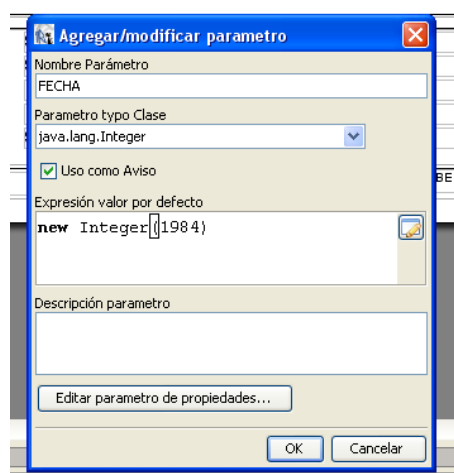 Agregar/modificar parametro
Nombre Parámetro
FECHA
Parametro typo Clase
java.lang.Integer
Uso como Aviso
BE
Expresión valor por defecto
new Integer(1984)
Descripción parametro
Editar parametro de propiedades...
OK Cancelar